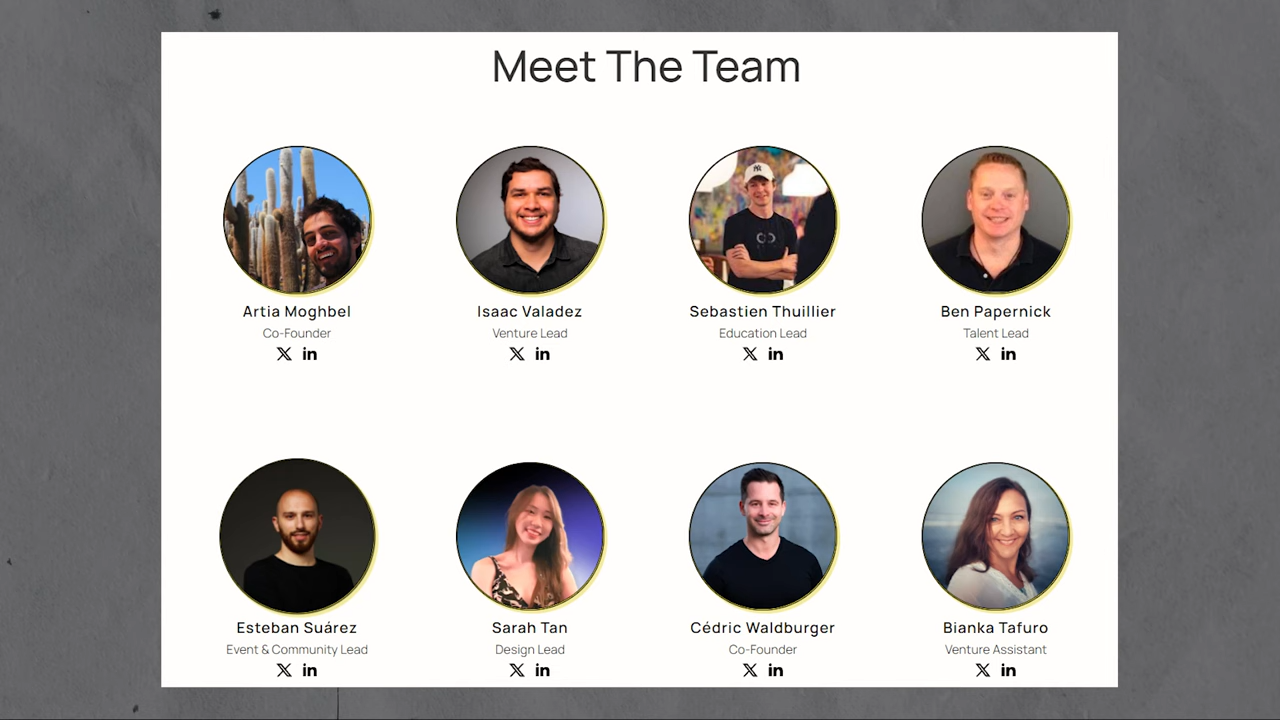 Meet The Team
Artia Moghbel
Co-Founder
Isaac Valadez
Venture Lead
Sebastien Thuillier
Education Lead
Ben Papernick
Talent Lead
Esteban Suárez
Event & Community Lead
Sarah Tan
Design Lead
Cédric Waldburger
Co-Founder
Bianka Tafuro
Venture Assistant